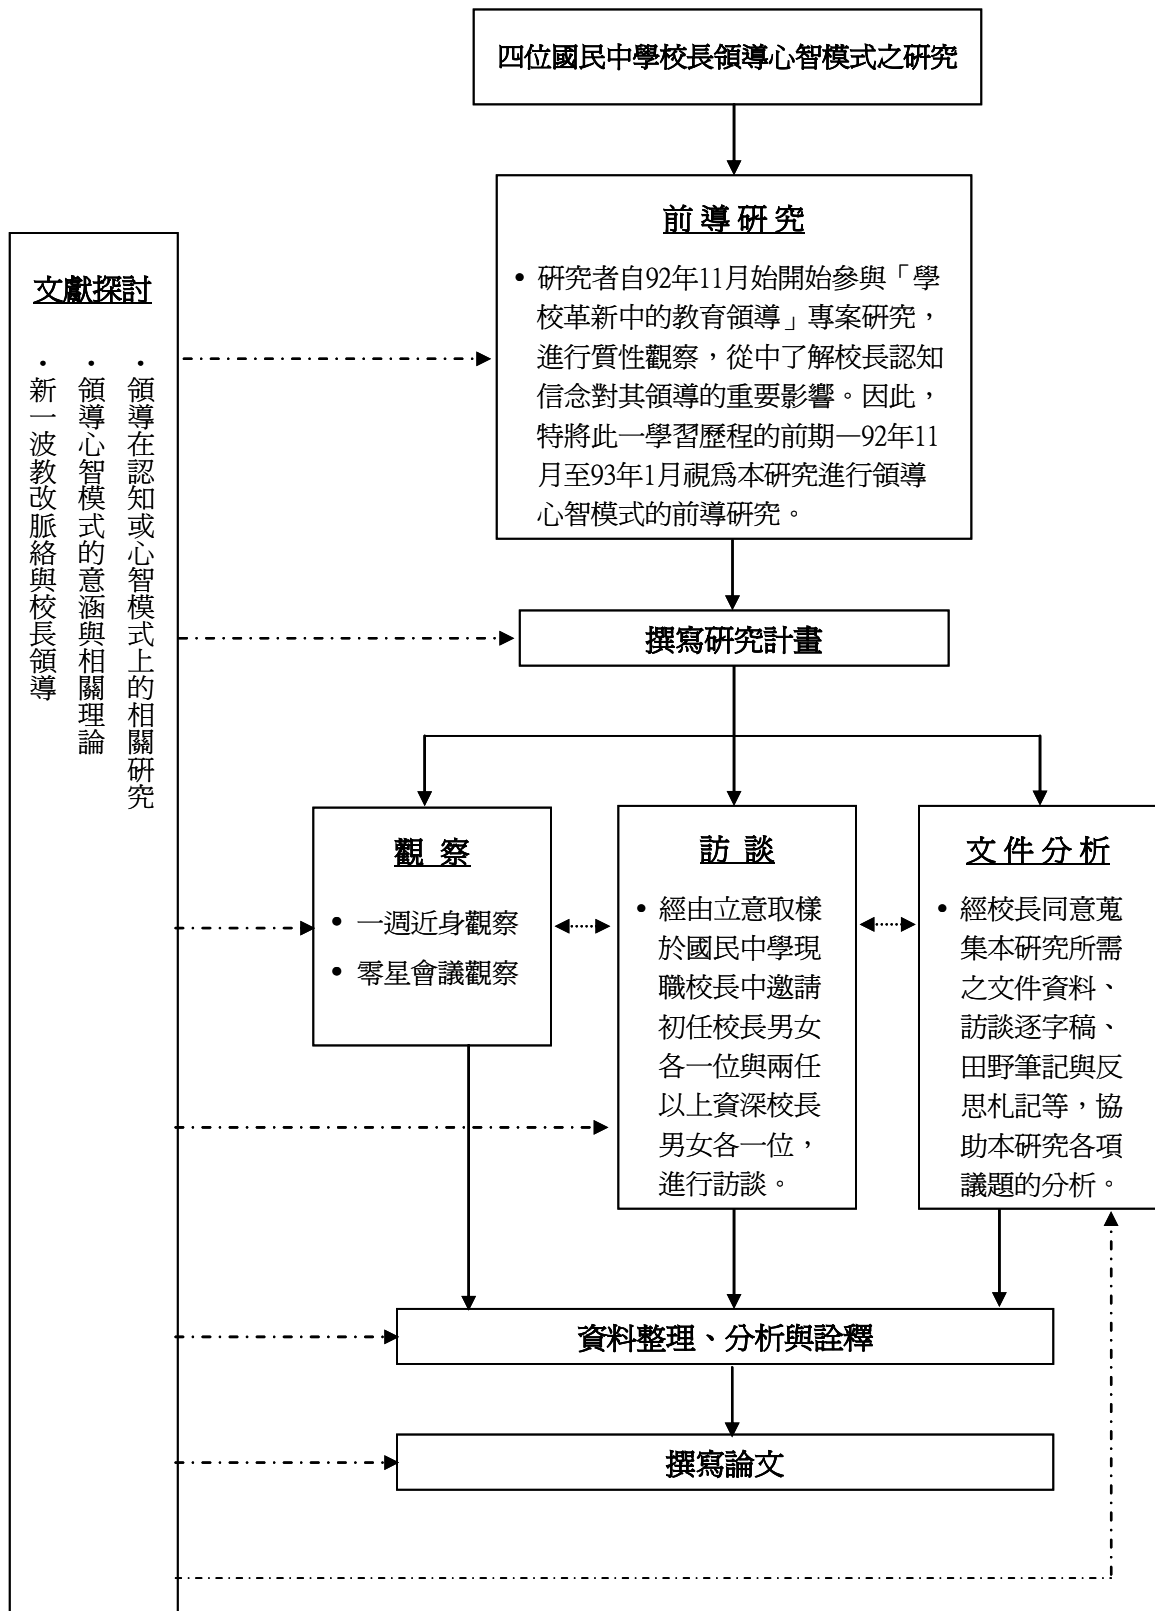 四位國民中學校長領導心智模式之研究
前導研究
• 研究者自92年11月始開始參與「學
校革新中的教育領導」專案研究，
進行質性觀察，從中了解校長認知
信念對其領導的重要影響。因此，
特將此一學習歷程的前期—92年11
月至93年1月視為本研究進行領導
心智模式的前導研究。
文獻探討
・領導在認知或心智模式上的相關研究
・領導心智模式的意涵與相關理論
・新一波教改脈絡與校長領導
撰寫研究計畫
觀察
• 一週近身觀察
• 零星會議觀察
訪談
• 經由立意取樣
於國民中學現
職校長中邀請
初任校長男女
各一位與兩任
以上資深校長
男女各一位，
進行訪談。
文件分析
• 經校長同意蒐
集本研究所需
之文件資料、
訪談逐字稿、
田野筆記與反
思札記等，協
助本研究各項
議題的分析。
資料整理、分析與詮釋
撰寫論文